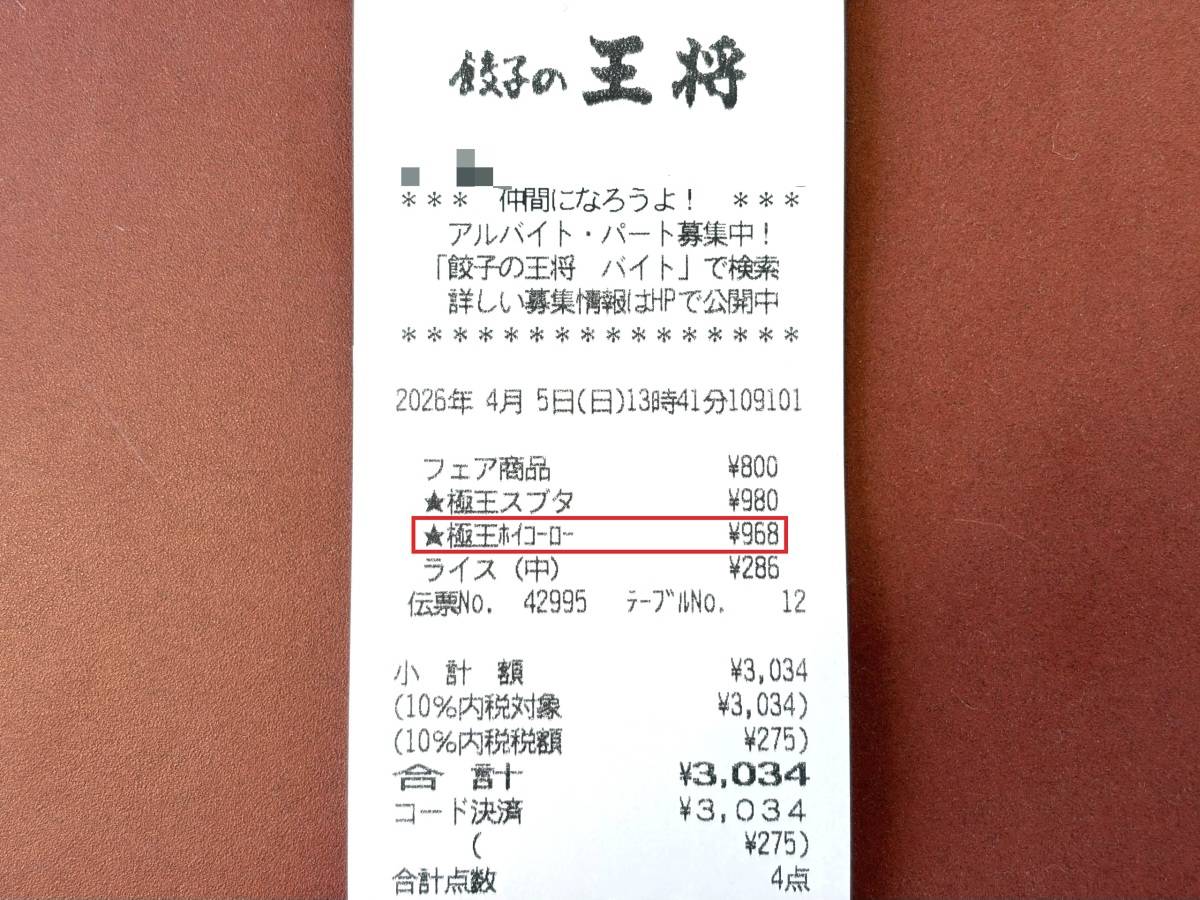 餃子の王将
＊＊＊　仲間になろうよ！　＊＊＊
アルバイト・パート募集中！
「餃子の王将　バイト」で検索
詳しい募集情報はHPで公開中
＊＊＊＊＊＊＊＊＊＊＊＊＊＊＊＊
2026年 4月 5日(日)13時41分109101
フェア商品 ¥800
★極王スブタ ¥980
★極王ﾎｲｺｰﾛｰ ¥968
ライス（中） ¥286
伝票No. 42995 ﾃｰﾌﾞﾙNo. 12
小　計　額 ¥3,034
(10%内税対象 ¥3,034)
(10%内税税額 ¥275)
合　計 ¥3,034
コード決済 ¥3,034
( ¥275)
合計点数 4点